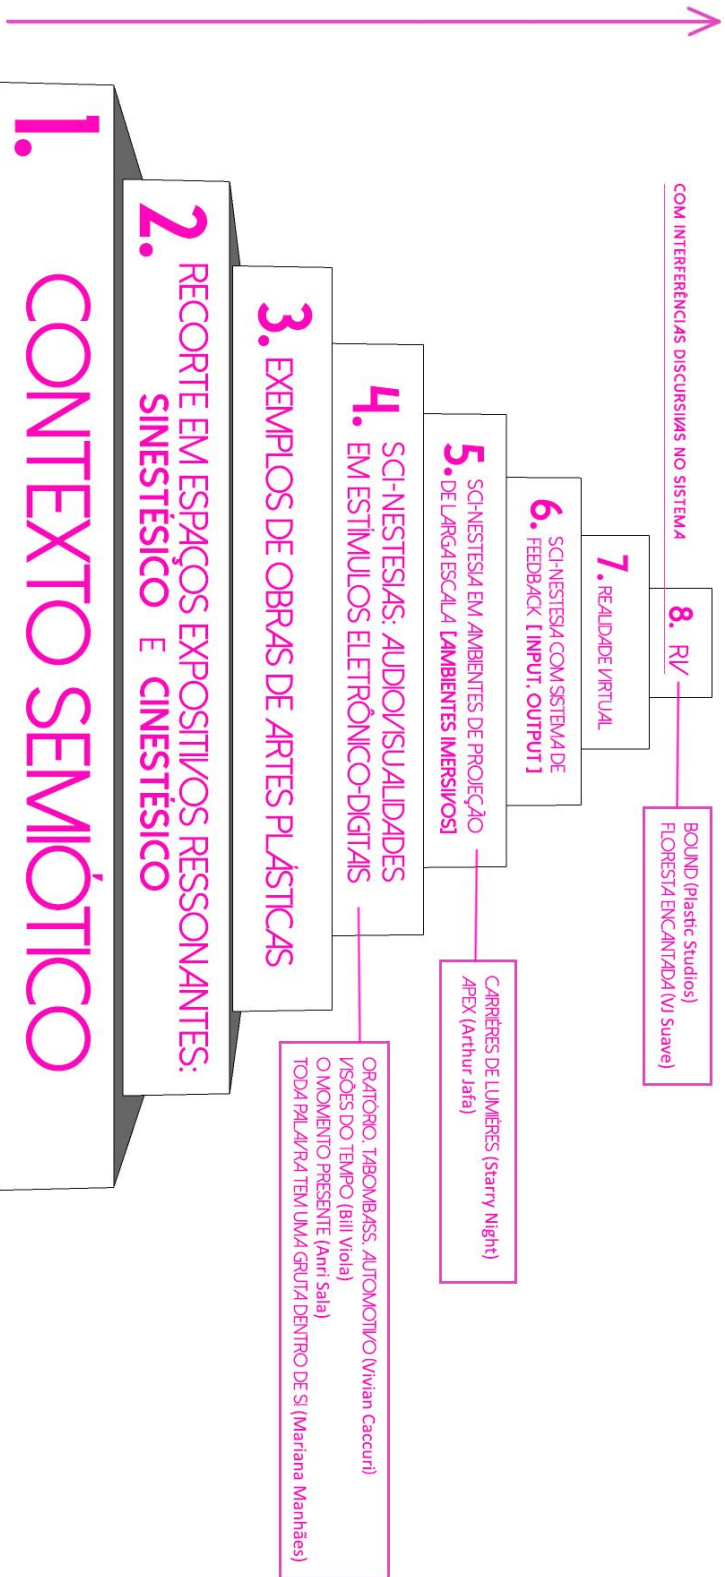 COM INTERFERÊNCIAS DISCURSIVAS NO SISTEMA
8. RV
BOUND (Plastic Studios)
FLORESTA ENCANTADA (VJ Suave)
7. REALIDADE VIRTUAL
6. SCI-NESTESIA COM SISTEMA DE
FEEDBACK [ INPUT, OUTPUT ]
5. SCI-NESTESIA EM AMBIENTES DE PROJEÇÃO
DE LARGA ESCALA [AMBIENTES IMERSIVOS]
CARRIÈRES DE LUMIÈRES (Starry Night)
APEX (Arthur Jafa)
4. SCI-NESTESIAS: AUDIOVISUALIDADES
EM ESTÍMULOS ELETRÔNICO-DIGITAIS
ORATÓRIO, TABOMBASS, AUTOMOTIVO (Vivian Caccuri)
VISÕES DO TEMPO (Bill Viola)
O MOMENTO PRESENTE (Anri Sala)
TODA PALAVRA TEM UMA GRUTA DENTRO DE SI (Mariana Manhães)
3. EXEMPLOS DE OBRAS DE ARTES PLÁSTICAS
2. RECORTE EM ESPAÇOS EXPOSITIVOS RESSONANTES:
SINESTÉSICO E CINESTÉSICO
1. CONTEXTO SEMIÓTICO